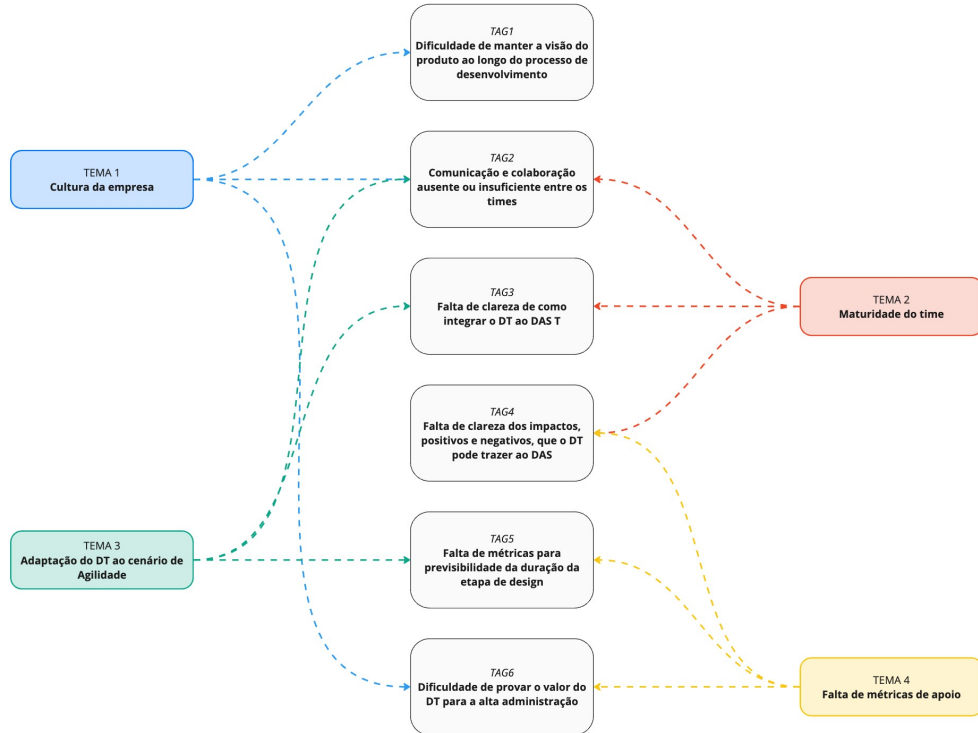 TAG1
Dificuldade de manter a visão do
produto ao longo do processo de
desenvolvimento
TEMA 1
Cultura da empresa
TAG2
Comunicação e colaboração
ausente ou insuficiente entre os
times
TAG3
Falta de clareza de como
integrar o DT ao DAS T
TEMA 2
Maturidade do time
TAG4
Falta de clareza dos impactos,
positivos e negativos, que o DT
pode trazer ao DAS
TEMA 3
Adaptação do DT ao cenário de
Agilidade
TAG5
Falta de métricas para
previsibilidade da duração da
etapa de design
TAG6
Dificuldade de provar o valor do
DT para a alta administração
TEMA 4
Falta de métricas de apoio